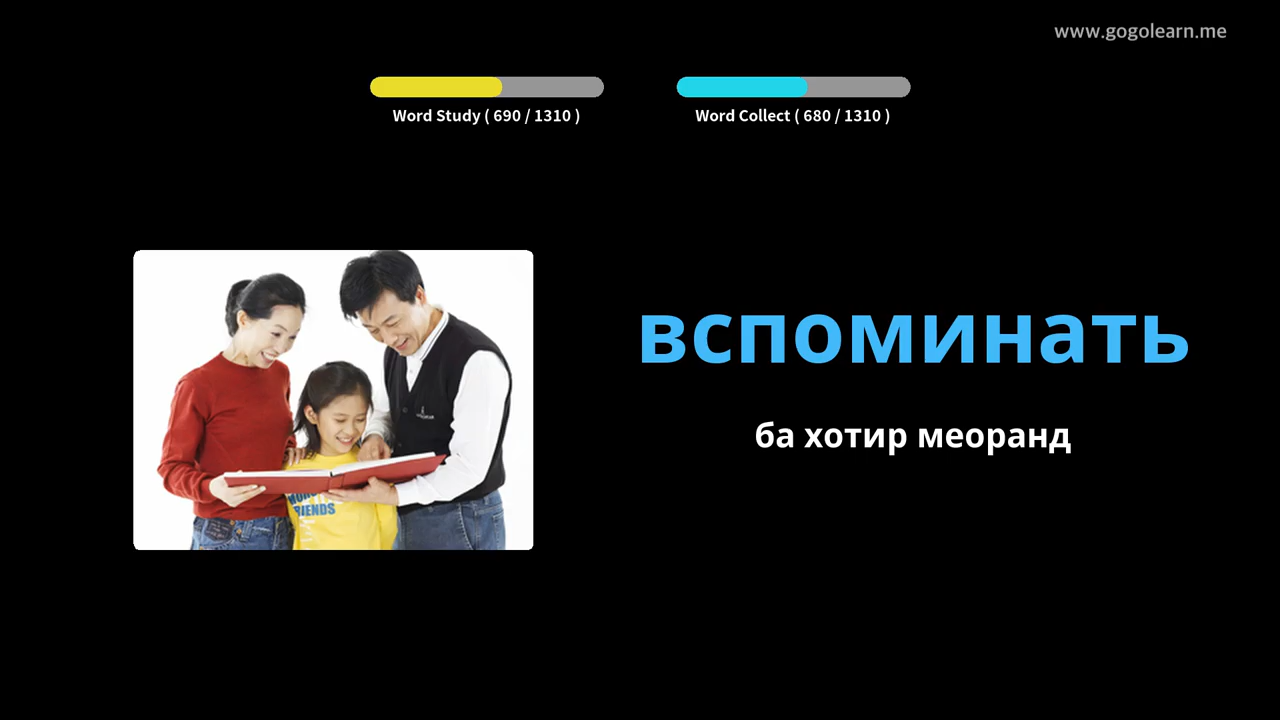 www.gogolearn.me
Word Study ( 690 / 1310 )
Word Collect ( 680 / 1310 )
вспоминать
ба хотир меоранд